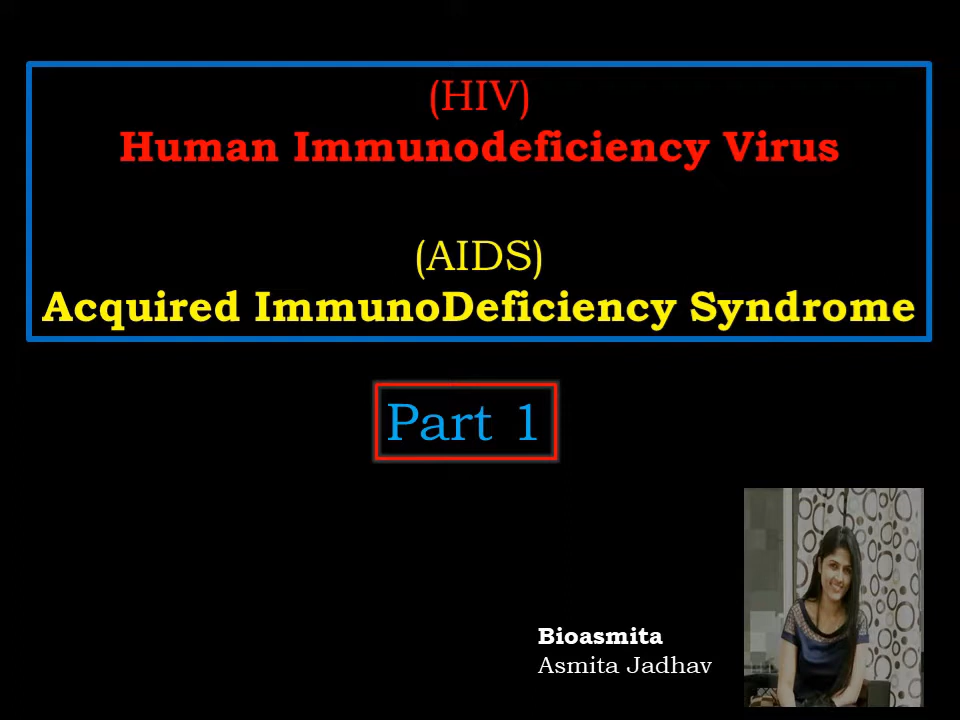 (HIV)
Human Immunodeficiency Virus
(AIDS)
Acquired ImmunoDeficiency Syndrome
Part 1
Bioasmita
Asmita Jadhav